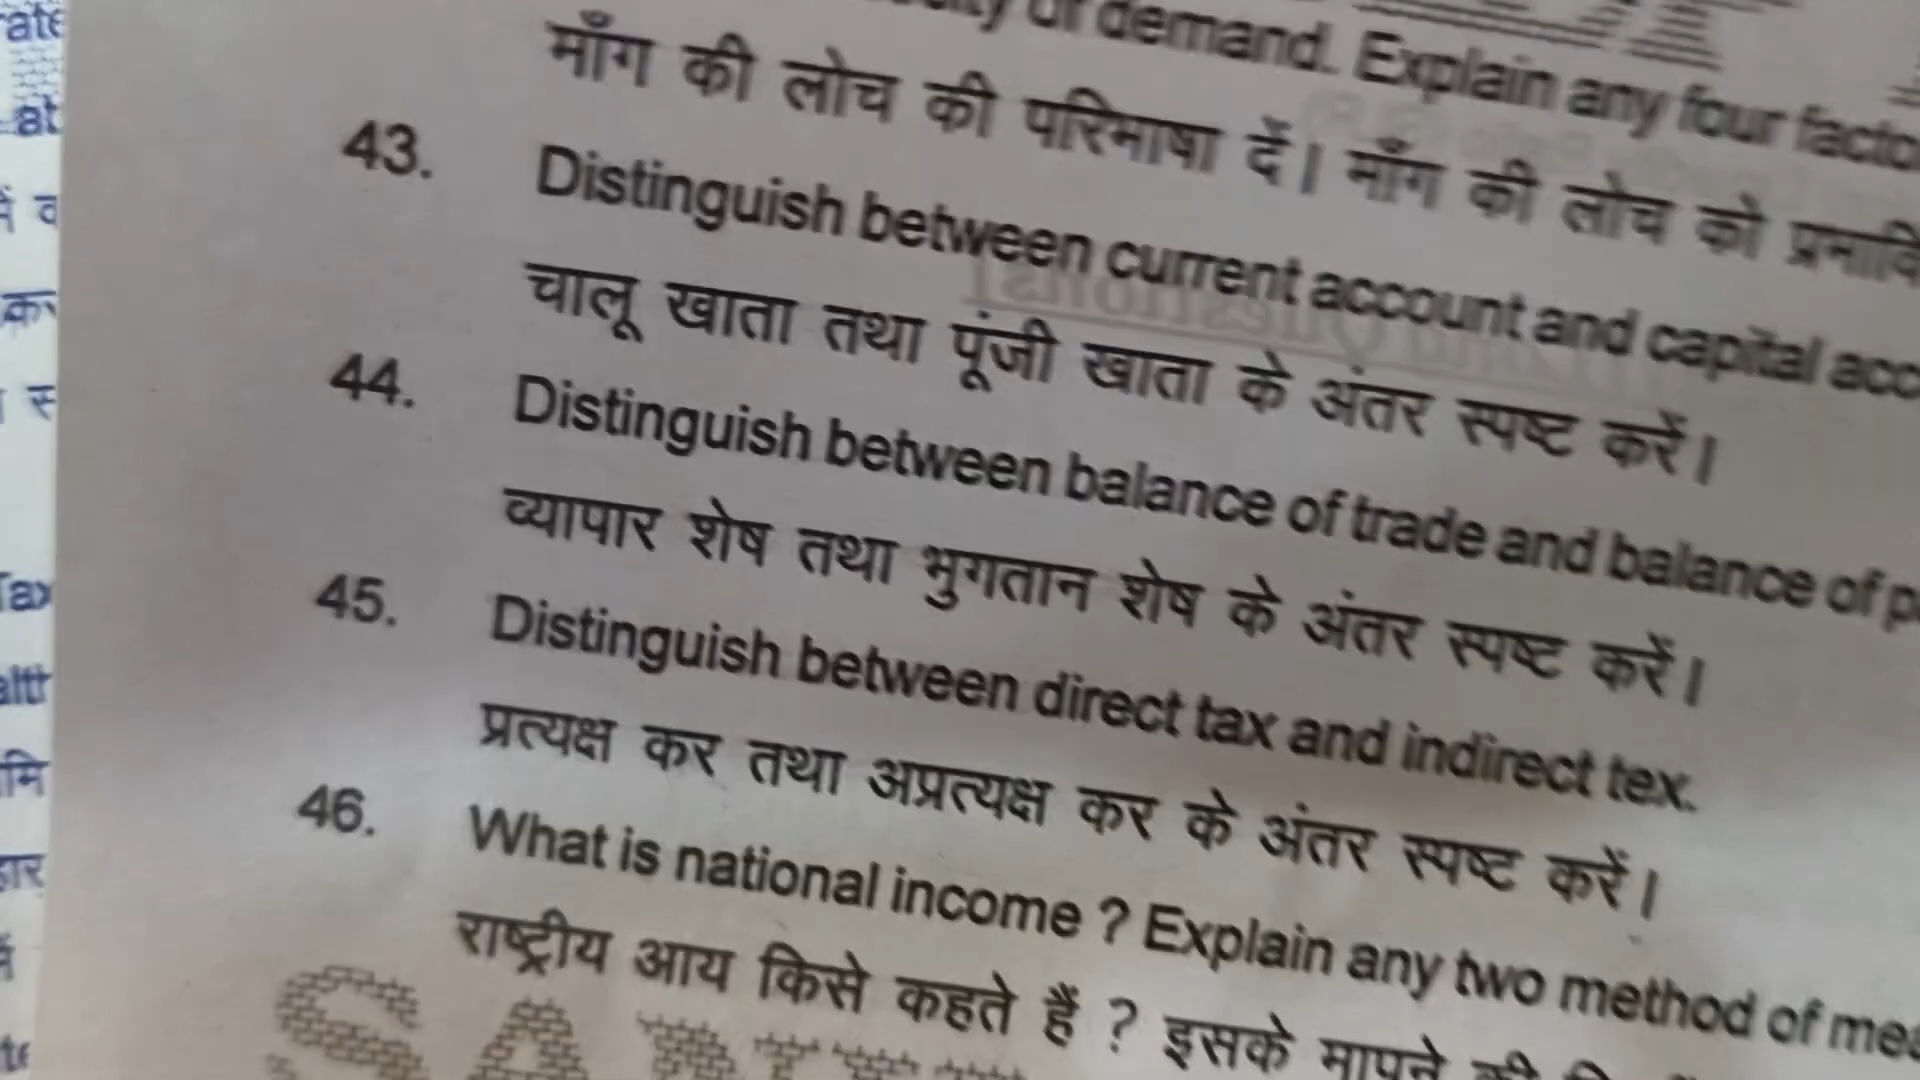 of demand. Explain any four
माँग की लोच की परिभाषा दें। माँग की लोच को
43. Distinguish between current account and capital
चालू खाता तथा पूंजी खाता के अंतर स्पष्ट करें।
44. Distinguish between balance of trade and balance of
व्यापार शेष तथा भुगतान शेष के अंतर स्पष्ट करें।
45. Distinguish between direct tax and indirect tex.
प्रत्यक्ष कर तथा अप्रत्यक्ष कर के अंतर स्पष्ट करें।
46. What is national income ? Explain any two method of
राष्ट्रीय आय किसे कहते हैं ? इसके मापने की